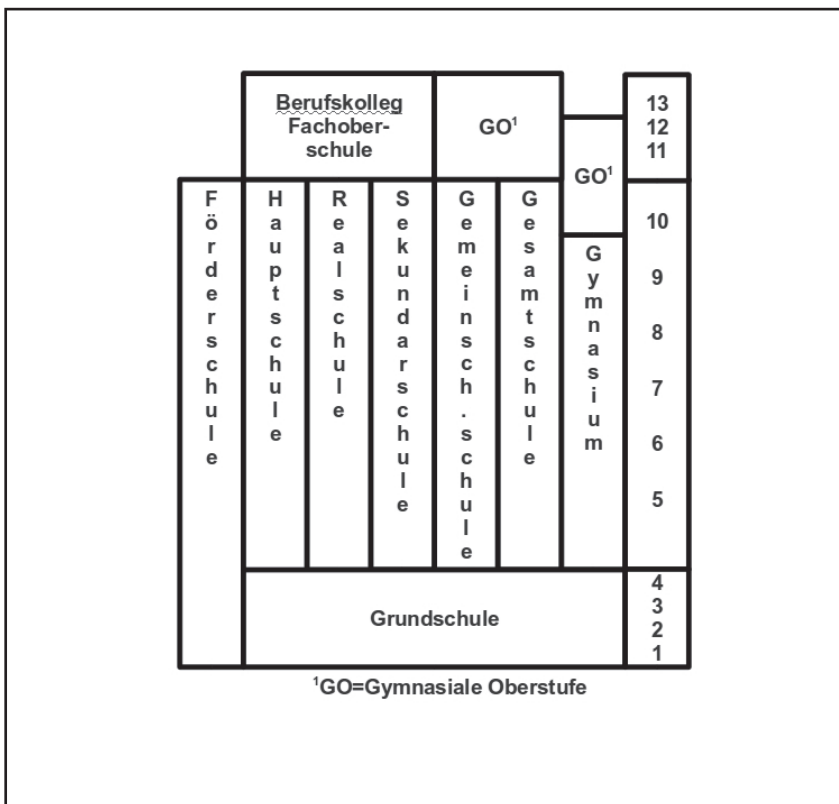 Berufskolleg
Fachober-
schule
GO¹
GO¹
13
12
11
Förderschule
Hauptschule
Realschule
Sekundarschule
Gemeinsch.schule
Gesamtschule
Gymnasium
10
9
8
7
6
5
Grundschule
4
3
2
1
¹GO=Gymnasiale Oberstufe